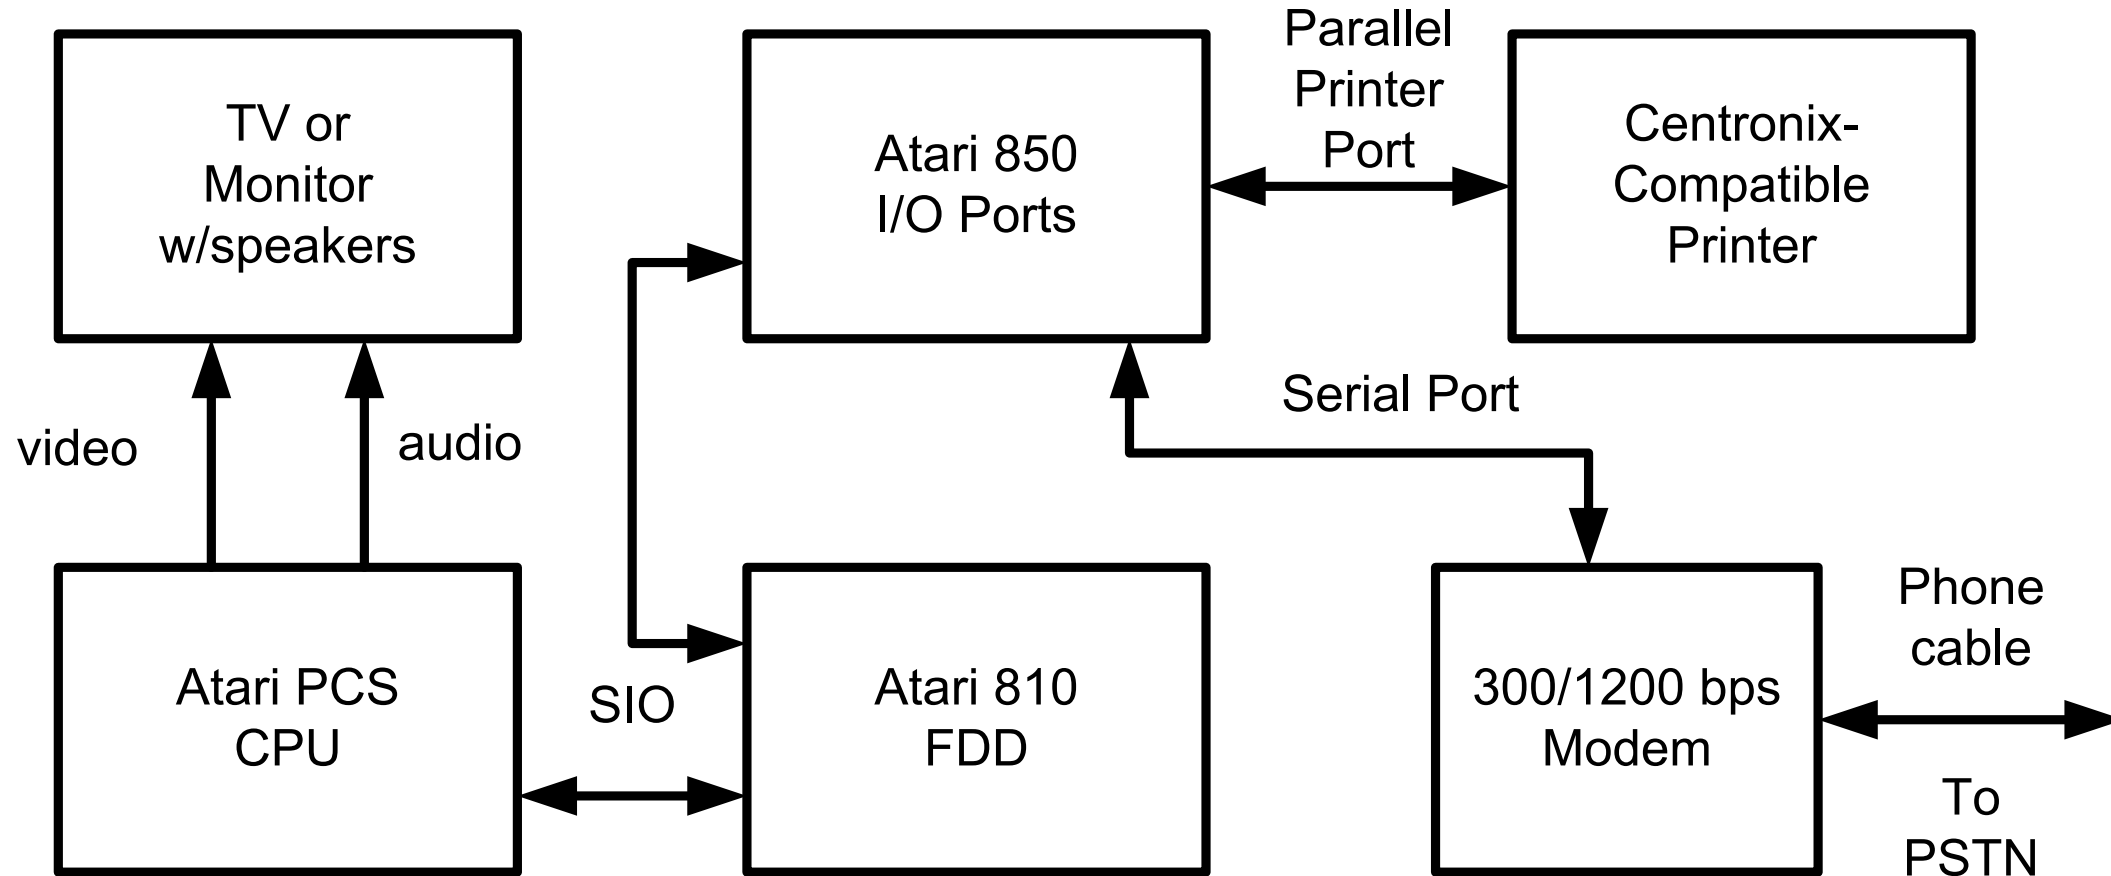 TV or
Monitor
w/speakers
Atari 850
I/O Ports
Parallel
Printer
Port
Centronix-
Compatible
Printer
video
audio
Serial Port
Atari PCS
CPU
SIO
Atari 810
FDD
300/1200 bps
Modem
Phone
cable
To
PSTN